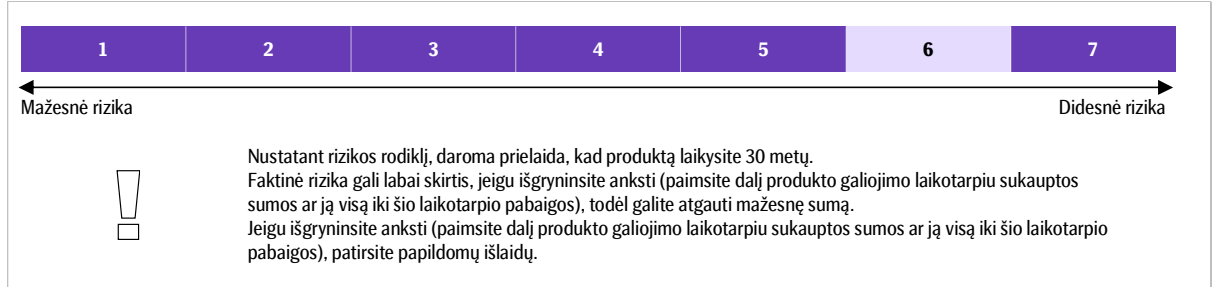 1 2 3 4 5 6 7
Mažesnė rizika Didesnė rizika
Nustatant rizikos rodiklį, daroma prielaida, kad produktą laikysite 30 metų.
Faktinė rizika gali labai skirtis, jeigu išgryninsite anksti (paimsite dalį produkto galiojimo laikotarpiu sukauptos
sumos ar ją visą iki šio laikotarpio pabaigos), todėl galite atgauti mažesnę sumą.
Jeigu išgryninsite anksti (paimsite dalį produkto galiojimo laikotarpiu sukauptos sumos ar ją visą iki šio laikotarpio
pabaigos), patirsite papildomų išlaidų.